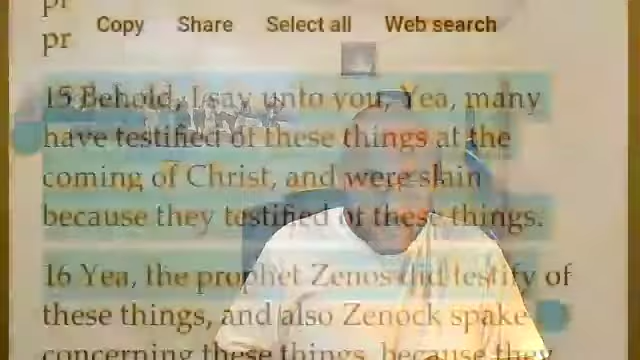 pr
Copy Share Select all Web search
pr
15 Behold, I say unto you, Yea, many
have testified of these things at the
coming of Christ, and were slain
because they testified of these things.
16 Yea, the prophet Zenos did testify of
these things, and also Zenock spake
concerning these things, because they